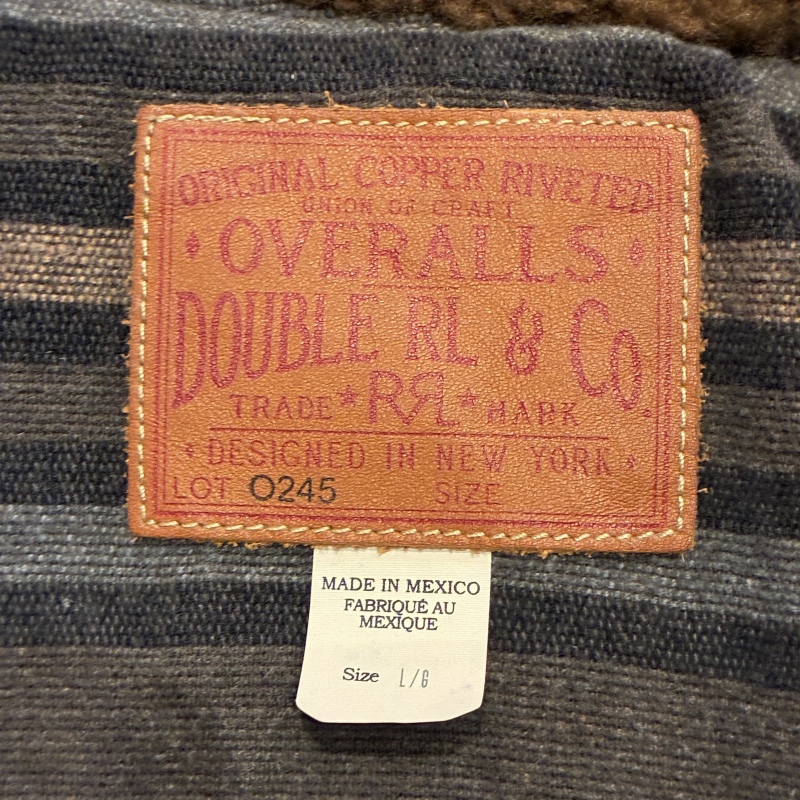 ORIGINAL COPPER RIVETED
UNION OF CRAFT
OVERALLS
DOUBLE RL & Co.
TRADE ★ RRL ★ MARK
DESIGNED IN NEW YORK
LOT 0245 SIZE
MADE IN MEXICO
FABRIQUÉ AU
MEXIQUE
Size L/G